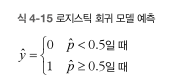 식 4-15 로지스틱 회귀 모델 예측
ŷ = { 0 p̂ < 0.5일 때
1 p̂ ≥ 0.5일 때